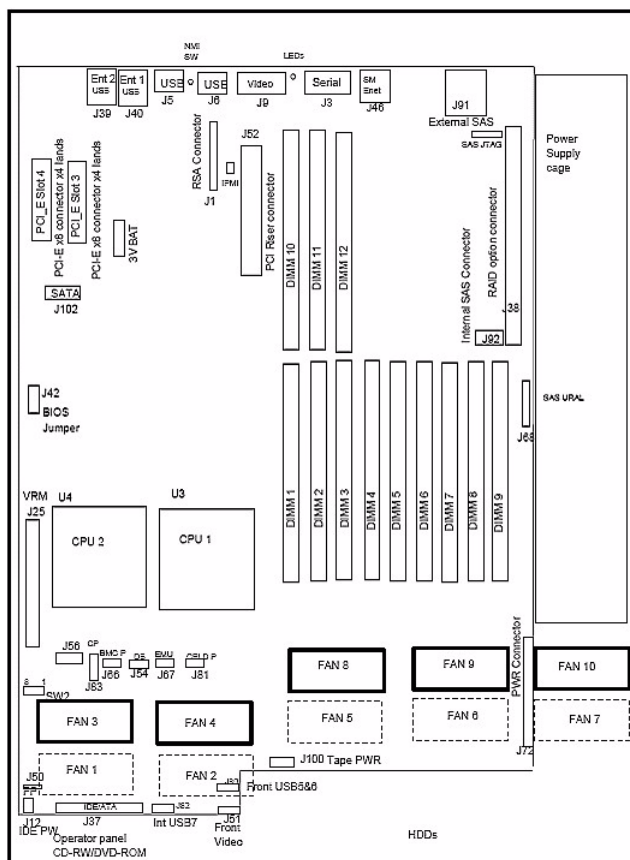 NMI
SW
LEDs
Ent 2
USB
J39
Ent 1
USB
J40
USB
J5
USB
J6
Video
J9
Serial
J3
SM
Enet
J46
J91
External SAS
SAS JTAG
Power
Supply
cage
PCI_E Slot 4
PCI-E x8 connector x4 lands
PCI_E Slot 3
PCI-E x8 connector x4 lands
3V BAT
RSA Connector
J1
IPMI
J52
PCI Riser connector
DIMM 10
DIMM 11
DIMM 12
Internal SAS Connector
RAID option connector
J38
J92
SATA
J102
J42
BIOS
Jumper
SAS URAL
J68
VRM
J25
U4
CPU 2
U3
CPU 1
DIMM 1
DIMM 2
DIMM 3
DIMM 4
DIMM 5
DIMM 6
DIMM 7
DIMM 8
DIMM 9
J56
CP
J83
BMC P
J66
J54
EMU
J67
J81
8 1
SW2
FAN 8
FAN 9
PWR Connector
FAN 10
FAN 3
FAN 4
FAN 5
FAN 6
FAN 7
J72
FAN 1
FAN 2
J100 Tape PWR
J50
Front USB5&6
J12
IDE PW
IDE/ATA
J37
J82
Int USB7
J51
Front
Video
Operator panel
CD-RW/DVD-ROM
HDDs